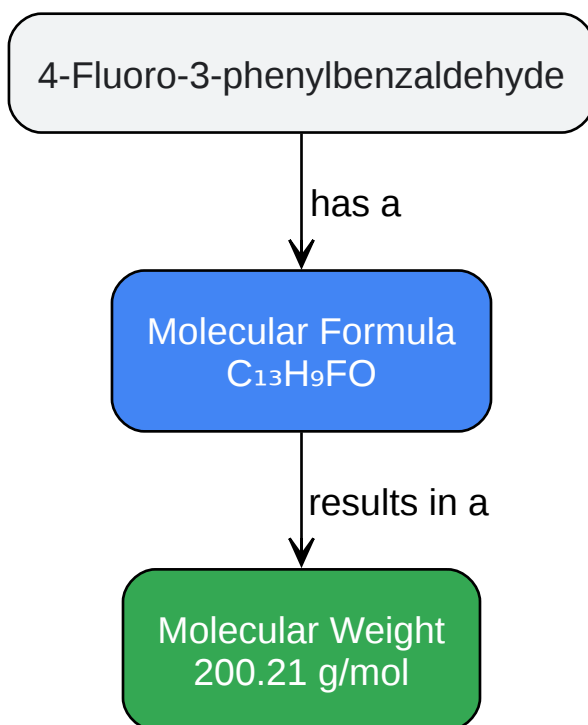 4-Fluoro-3-phenylbenzaldehyde
has a
Molecular Formula
C₁₃H₉FO
results in a
Molecular Weight
200.21 g/mol